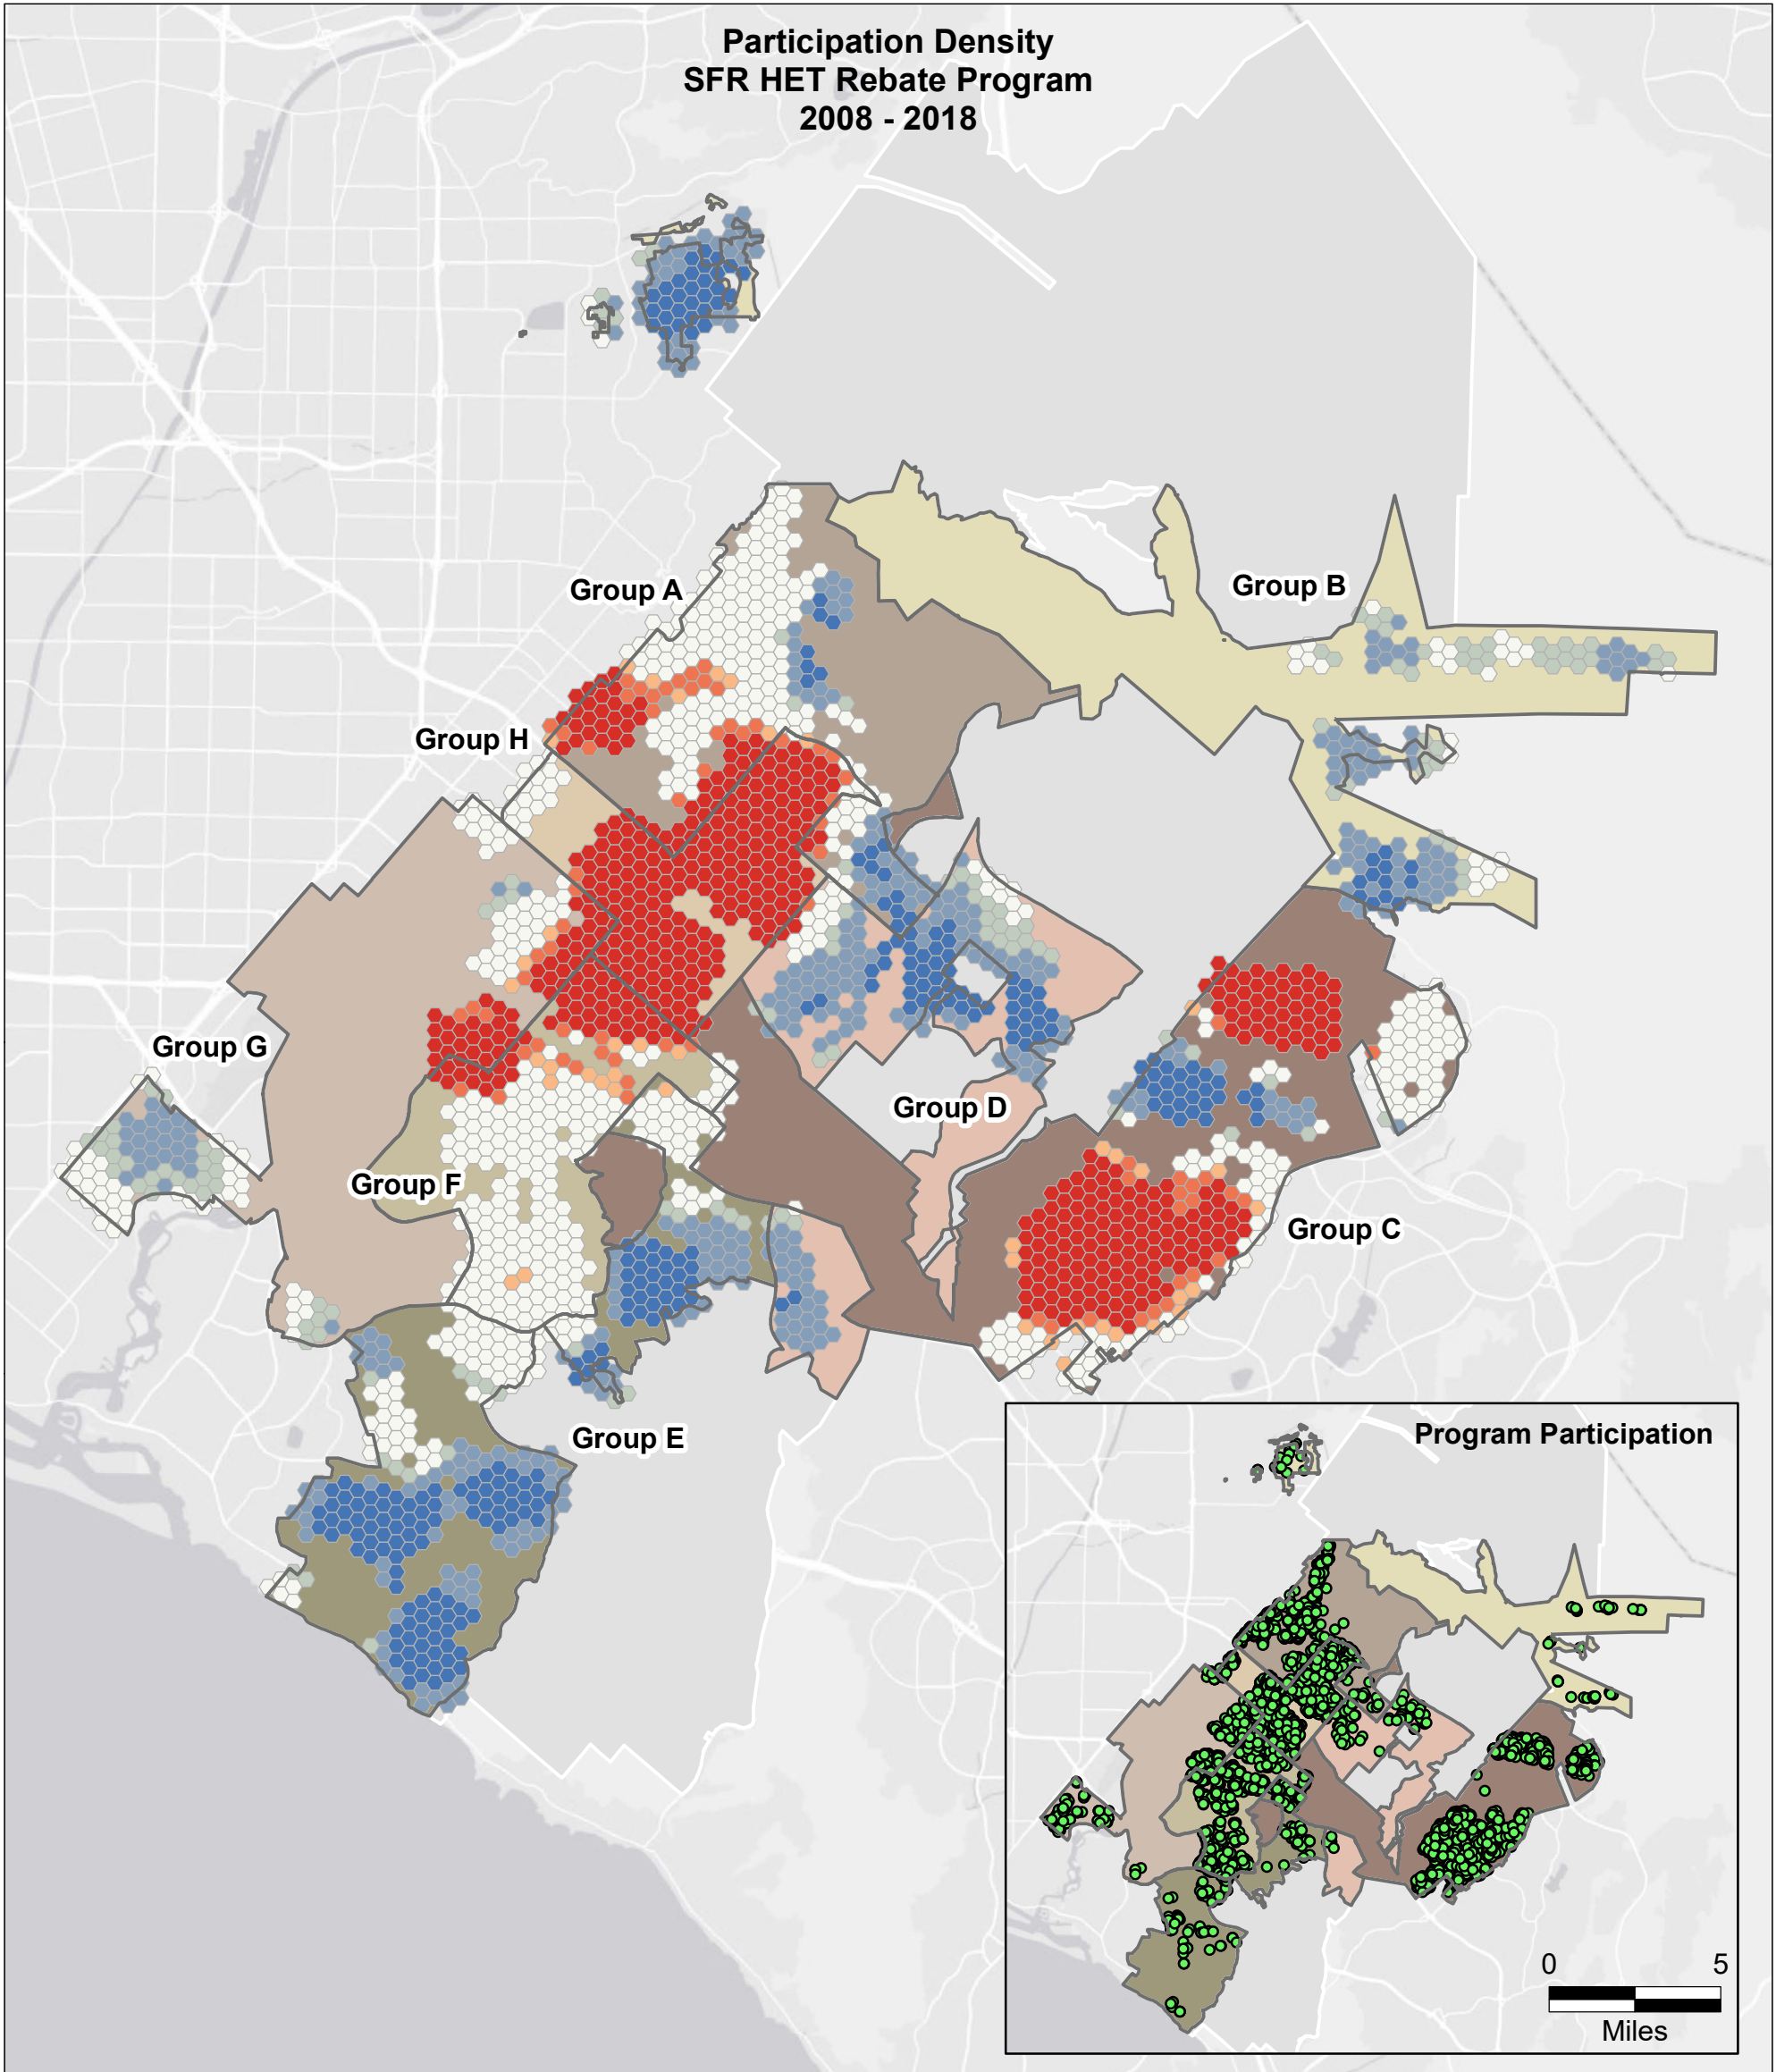 Participation Density
SFR HET Rebate Program
2008 - 2018
Group A
Group B
Group H
Group G
Group D
Group F
Group C
Group E
Program Participation
0 5
Miles